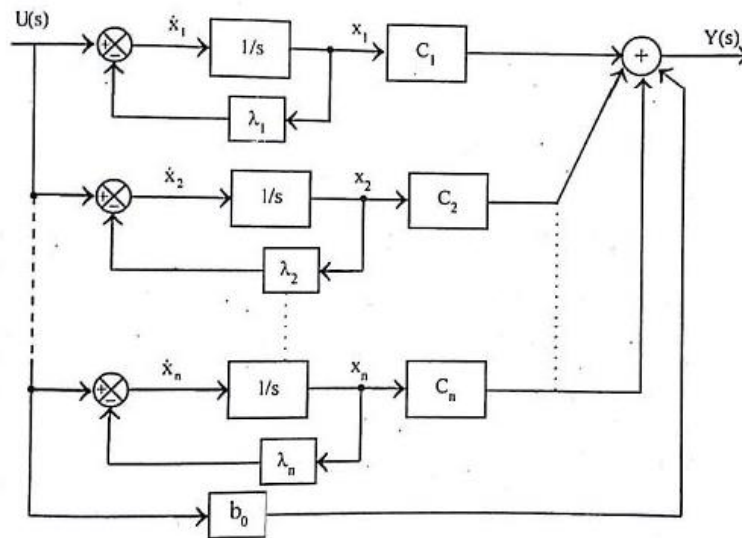 U(s) + − ẋ₁ 1/s x₁ C₁ + Y(s)
λ₁
+ − ẋ₂ 1/s x₂ C₂
λ₂
+ − ẋₙ 1/s xₙ Cₙ
λₙ
b₀